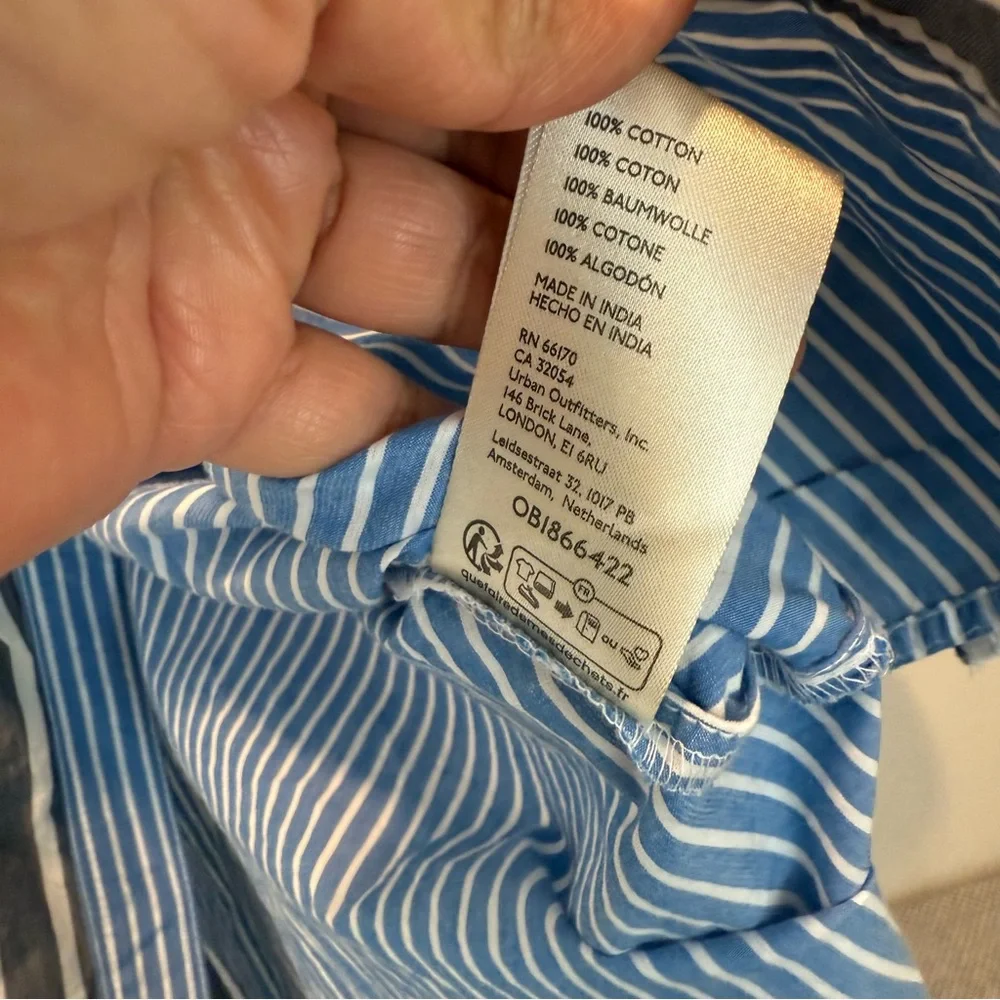 100% COTTON
100% COTON
100% BAUMWOLLE
100% COTONE
100% ALGODÓN
MADE IN INDIA
HECHO EN INDIA
RN 66170
CA 32054
Urban Outfitters, Inc.
146 Brick Lane,
LONDON, E1 6RU
Leidsestraat 32, 1017 PB
Amsterdam, Netherlands
OB1866422
FR
ou
quefairedemesdechets.fr